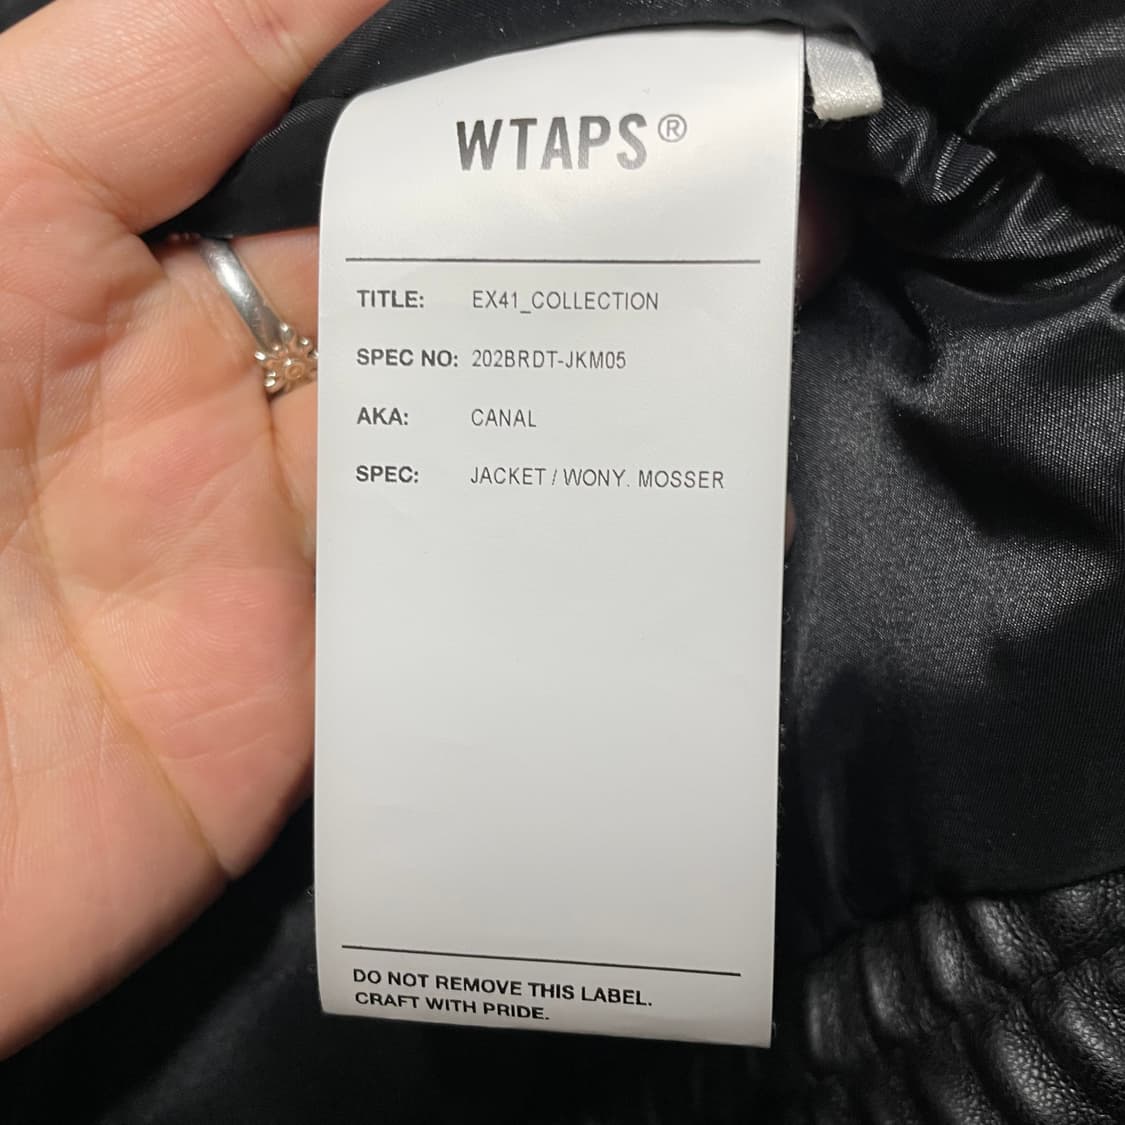 WTAPS®
TITLE: EX41_COLLECTION
SPEC NO: 202BRDT-JKM05
AKA: CANAL
SPEC: JACKET / WONY. MOSSER
DO NOT REMOVE THIS LABEL.
CRAFT WITH PRIDE.